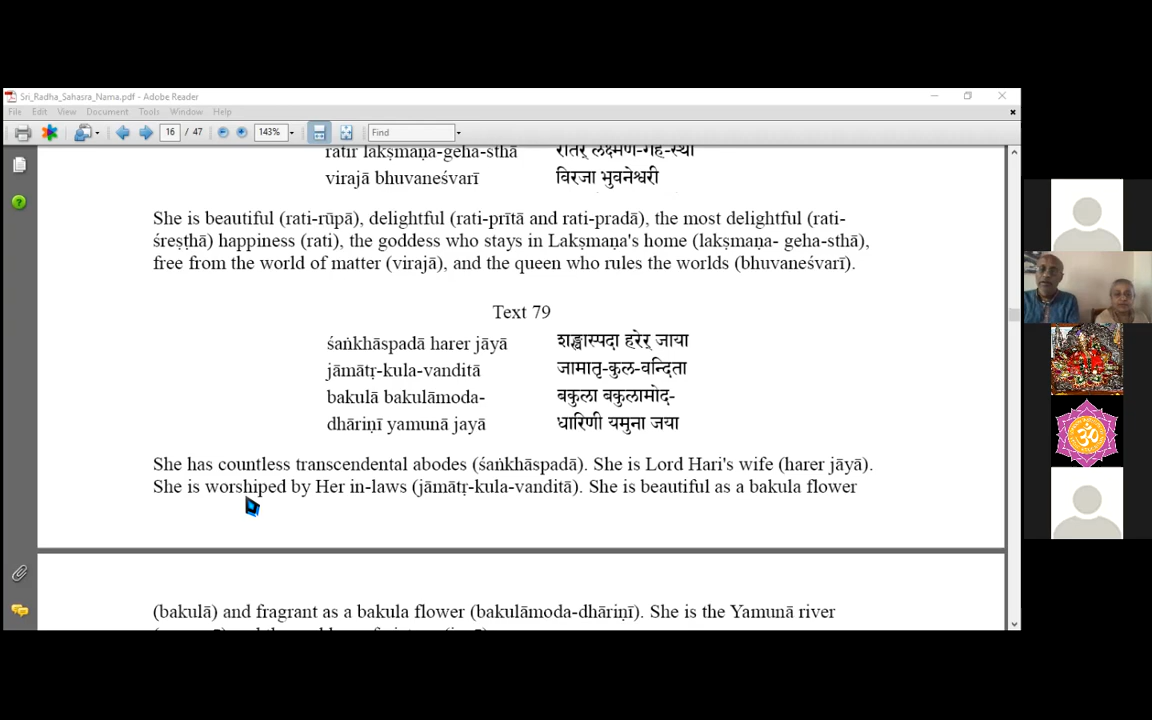 Sri_Radha_Sahasra_Nama.pdf - Adobe Reader
File Edit View Document Tools Window Help
16 / 47 143% Find
ratir lakṣmaṇa-geha-sthā रतिर् लक्ष्मण-गेह-स्था
virajā bhuvaneśvarī विरजा भुवनेश्वरी
She is beautiful (rati-rūpā), delightful (rati-prītā and rati-pradā), the most delightful (rati-
śreṣṭhā) happiness (rati), the goddess who stays in Lakṣmaṇa's home (lakṣmaṇa- geha-sthā),
free from the world of matter (virajā), and the queen who rules the worlds (bhuvaneśvarī).
Text 79
śaṅkhāspadā harer jāyā शङ्खास्पदा हरेर् जाया
jāmātṛ-kula-vanditā जामातृ-कुल-वन्दिता
bakulā bakulāmoda- बकुला बकुलामोद-
dhāriṇī yamunā jayā धारिणी यमुना जया
She has countless transcendental abodes (śaṅkhāspadā). She is Lord Hari's wife (harer jāyā).
She is worshiped by Her in-laws (jāmātṛ-kula-vanditā). She is beautiful as a bakula flower
(bakulā) and fragrant as a bakula flower (bakulāmoda-dhāriṇī). She is the Yamunā river
ॐ